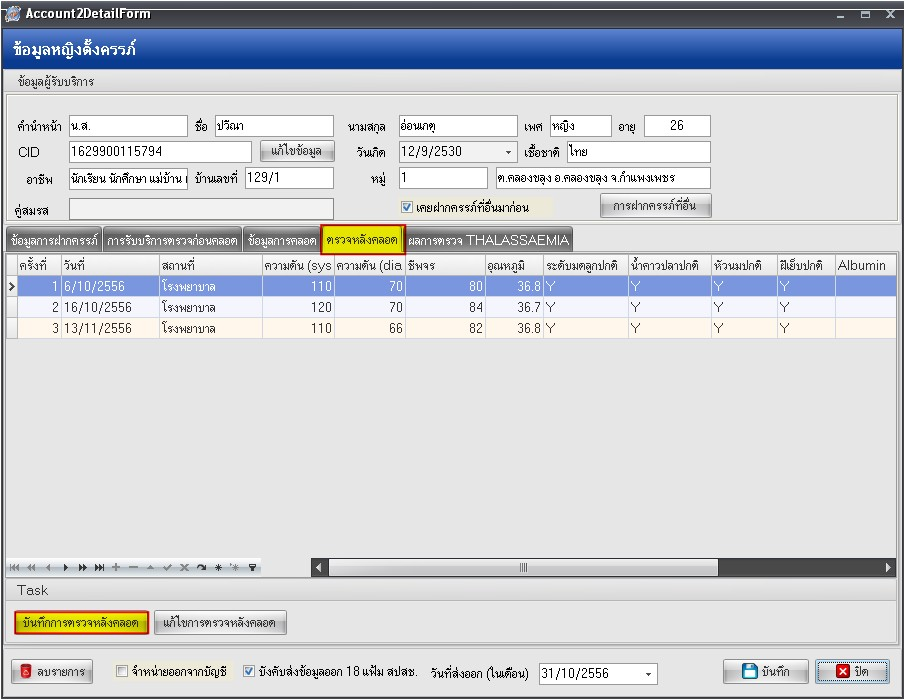 Account2DetailForm
ข้อมูลหญิงตั้งครรภ์
ข้อมูลผู้รับบริการ
คำนำหน้า น.ส. ชื่อ ปวีณา นามสกุล อ่อนเกตุ เพศ หญิง อายุ 26
CID 1629900115794 แก้ไขข้อมูล วันเกิด 12/9/2530 เชื้อชาติ ไทย
อาชีพ นักเรียน นักศึกษา แม่บ้าน บ้านเลขที่ 129/1 หมู่ 1 ต.คลองขลุง อ.คลองขลุง จ.กำแพงเพชร
คู่สมรส เคยฝากครรภ์ที่อื่นมาก่อน การฝากครรภ์ที่อื่น
ข้อมูลการฝากครรภ์ การรับบริการตรวจก่อนคลอด ข้อมูลการคลอด ตรวจหลังคลอด ผลการตรวจ THALASSAEMIA
ครั้งที่ วันที่ สถานที่ ความดัน (sys ความดัน (dia ชีพจร อุณหภูมิ ระดับมดลูกปกติ น้ำคาวปลาปกติ หัวนมปกติ ฝีเย็บปกติ Albumin
1 6/10/2556 โรงพยาบาล 110 70 80 36.8 Y Y Y Y
2 16/10/2556 โรงพยาบาล 120 70 84 36.7 Y Y Y Y
3 13/11/2556 โรงพยาบาล 110 66 82 36.8 Y Y Y Y
Task
บันทึกการตรวจหลังคลอด แก้ไขการตรวจหลังคลอด
ลบรายการ จำหน่ายออกจากบัญชี บังคับส่งข้อมูลออก 18 แฟ้ม สปสช. วันที่ส่งออก (ในเดือน) 31/10/2556 บันทึก ปิด